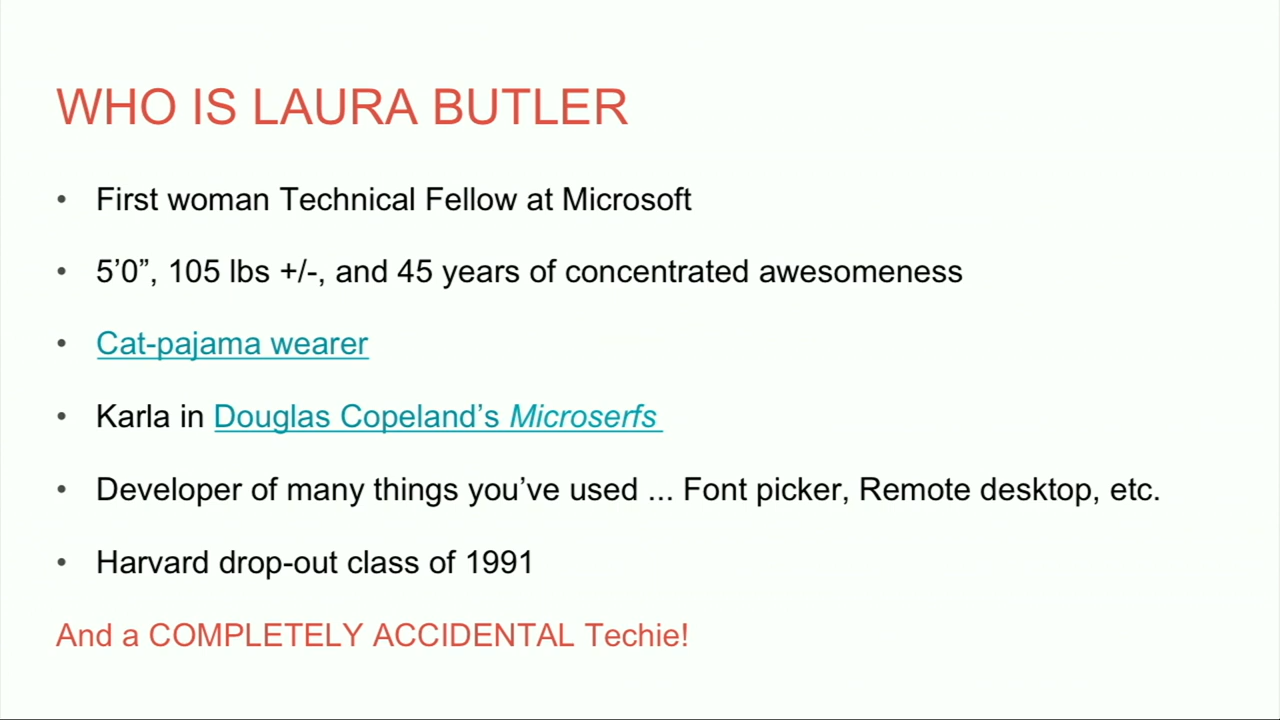 WHO IS LAURA BUTLER
• First woman Technical Fellow at Microsoft
• 5’0”, 105 lbs +/-, and 45 years of concentrated awesomeness
• Cat-pajama wearer
• Karla in Douglas Copeland’s Microserfs
• Developer of many things you’ve used ... Font picker, Remote desktop, etc.
• Harvard drop-out class of 1991
And a COMPLETELY ACCIDENTAL Techie!